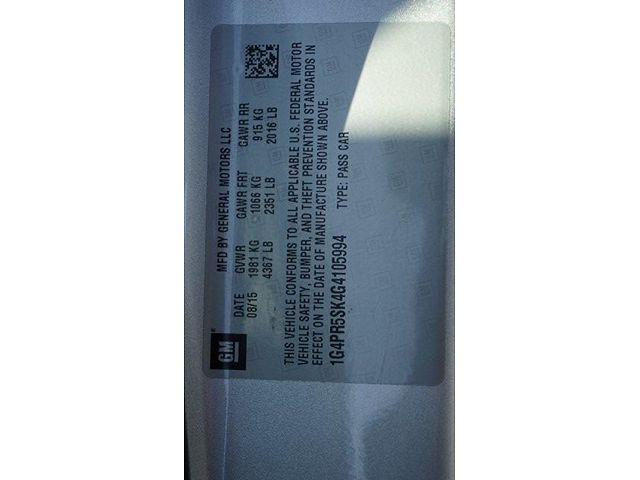 GM
MFD BY GENERAL MOTORS LLC
DATE GVWR GAWR FRT GAWR RR
08/15 1981 KG 1066 KG 915 KG
4367 LB 2351 LB 2016 LB
THIS VEHICLE CONFORMS TO ALL APPLICABLE U.S. FEDERAL MOTOR
VEHICLE SAFETY, BUMPER, AND THEFT PREVENTION STANDARDS IN
EFFECT ON THE DATE OF MANUFACTURE SHOWN ABOVE.
1G4PR5SK4G4105994 TYPE: PASS CAR